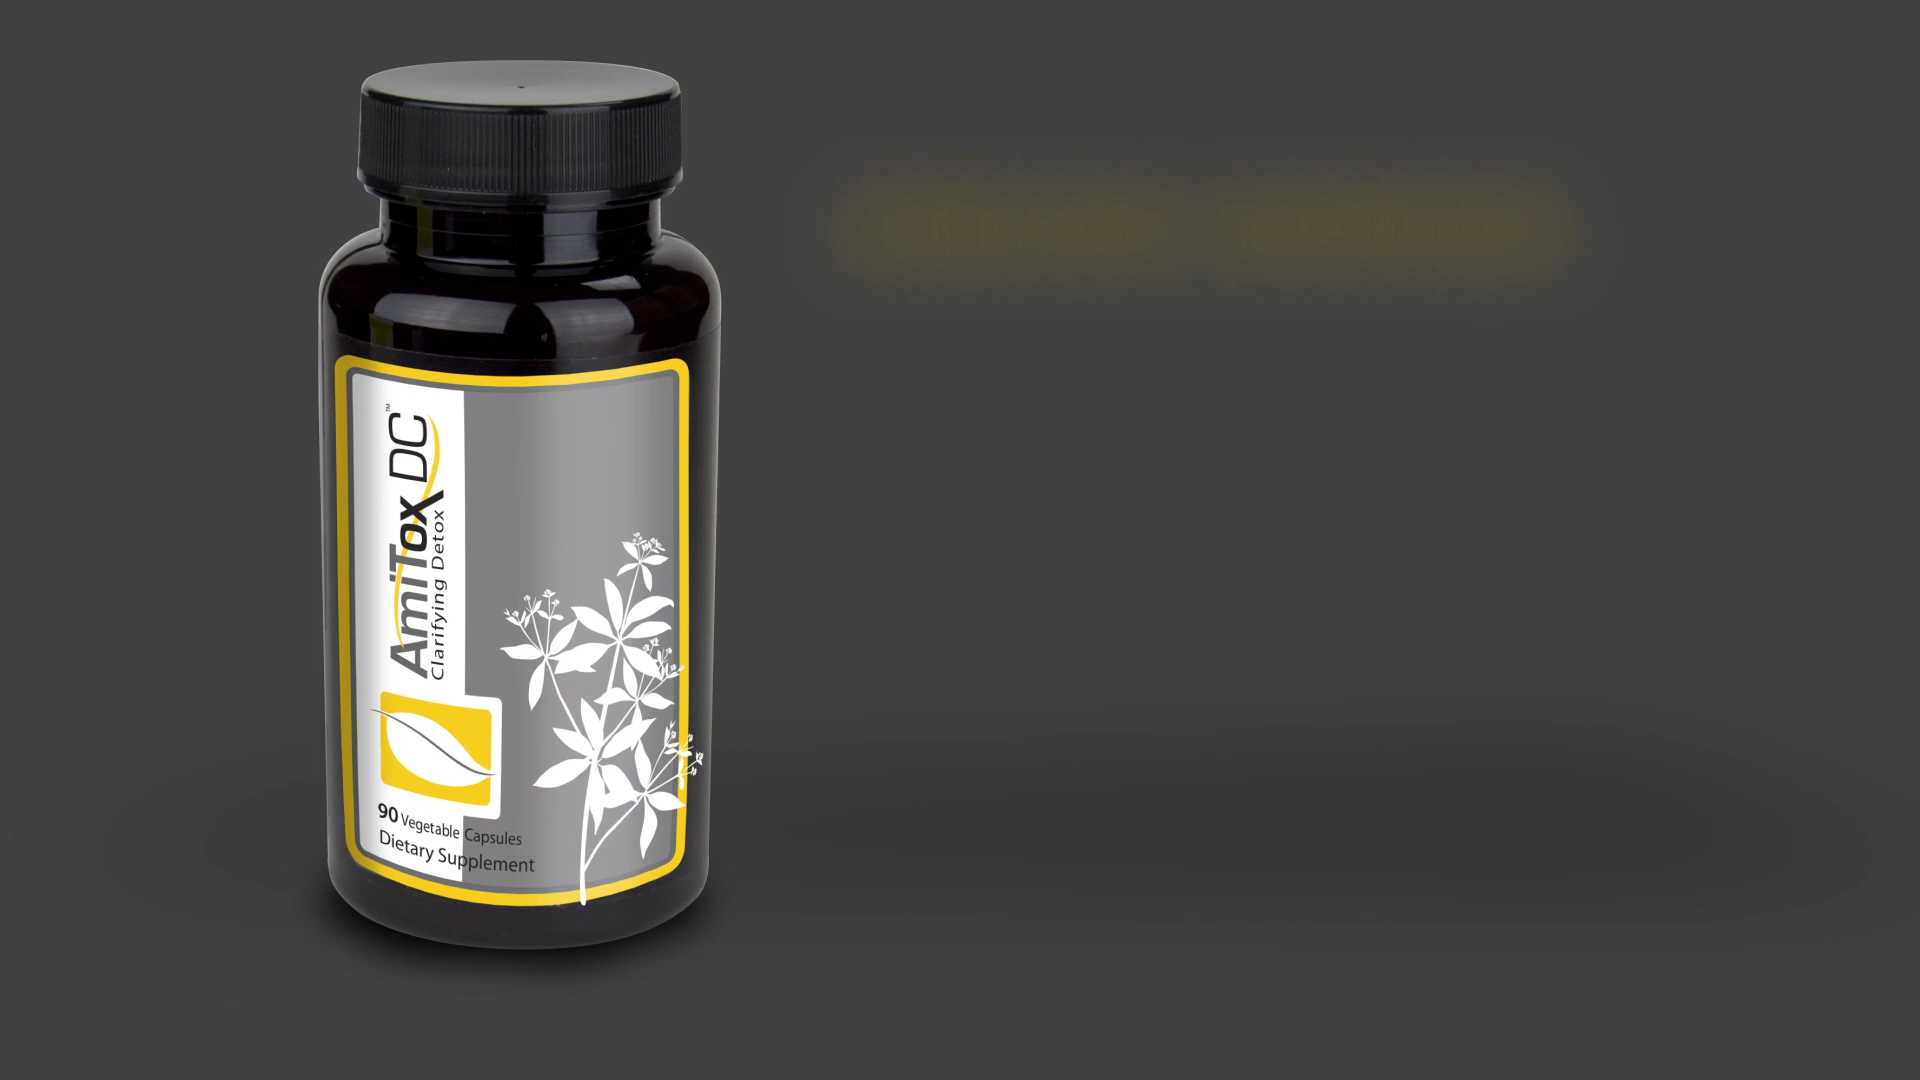 AmiTox DC™
Clarifying Detox
90 Vegetable Capsules
Dietary Supplement